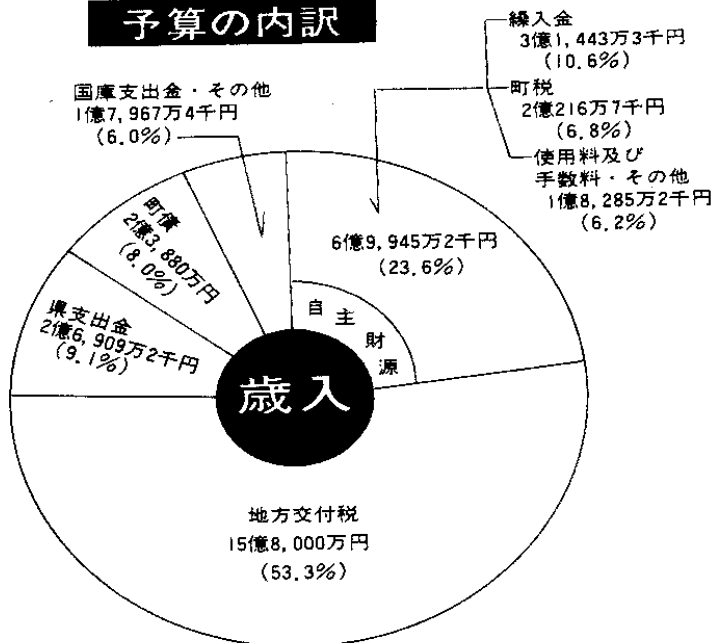 予算の内訳
繰入金
3億1,443万3千円
(10.6%)
町税
2億216万7千円
(6.8%)
使用料及び
手数料・その他
1億8,285万2千円
(6.2%)
国庫支出金・その他
1億7,967万4千円
(6.0%)
町債
2億3,880万円
(8.0%)
県支出金
2億6,909万2千円
(9.1%)
6億9,945万2千円
(23.6%)
自主財源
歳入
地方交付税
15億8,000万円
(53.3%)